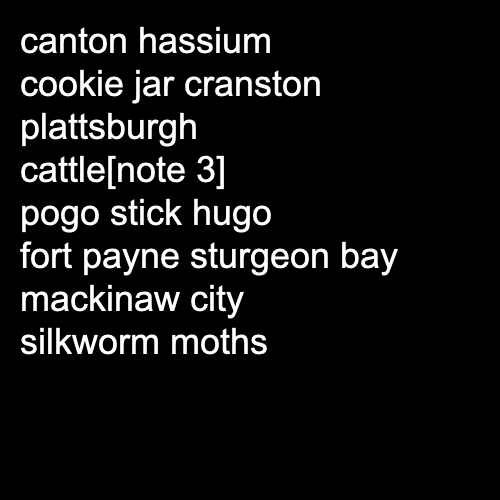 canton hassium
cookie jar cranston
plattsburgh
cattle[note 3]
pogo stick hugo
fort payne sturgeon bay
mackinaw city
silkworm moths